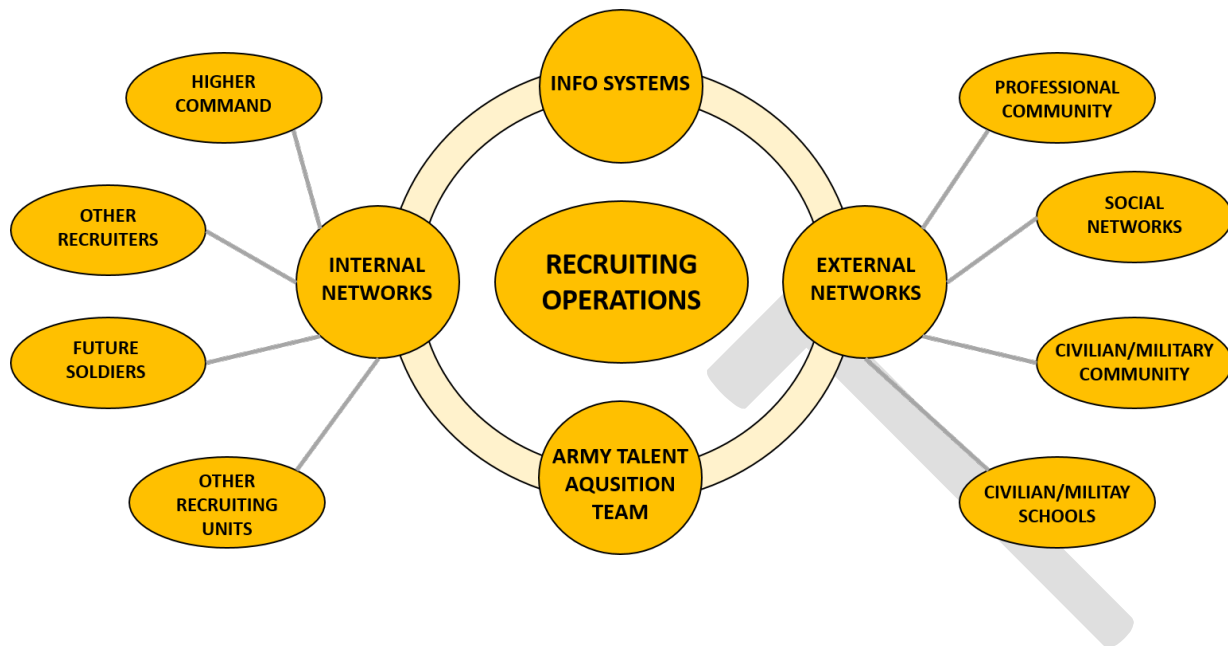 INFO SYSTEMS
HIGHER
COMMAND
OTHER
RECRUITERS
FUTURE
SOLDIERS
OTHER
RECRUITING
UNITS
INTERNAL
NETWORKS
RECRUITING
OPERATIONS
ARMY TALENT
AQUSITION
TEAM
EXTERNAL
NETWORKS
PROFESSIONAL
COMMUNITY
SOCIAL
NETWORKS
CIVILIAN/MILITARY
COMMUNITY
CIVILIAN/MILITAY
SCHOOLS